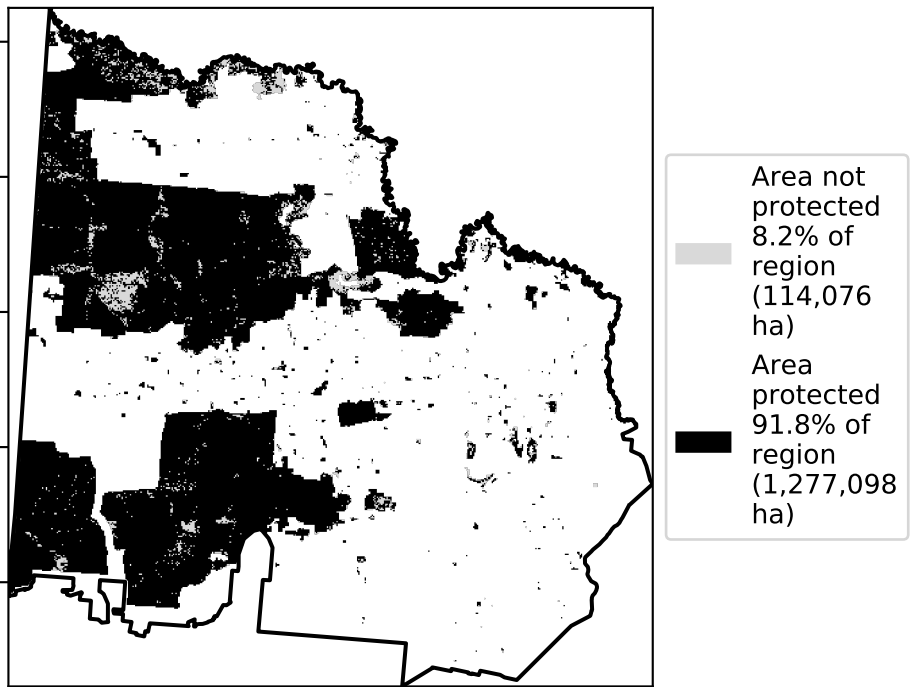 Area not
protected
8.2% of
region
(114,076
ha)
Area
protected
91.8% of
region
(1,277,098
ha)